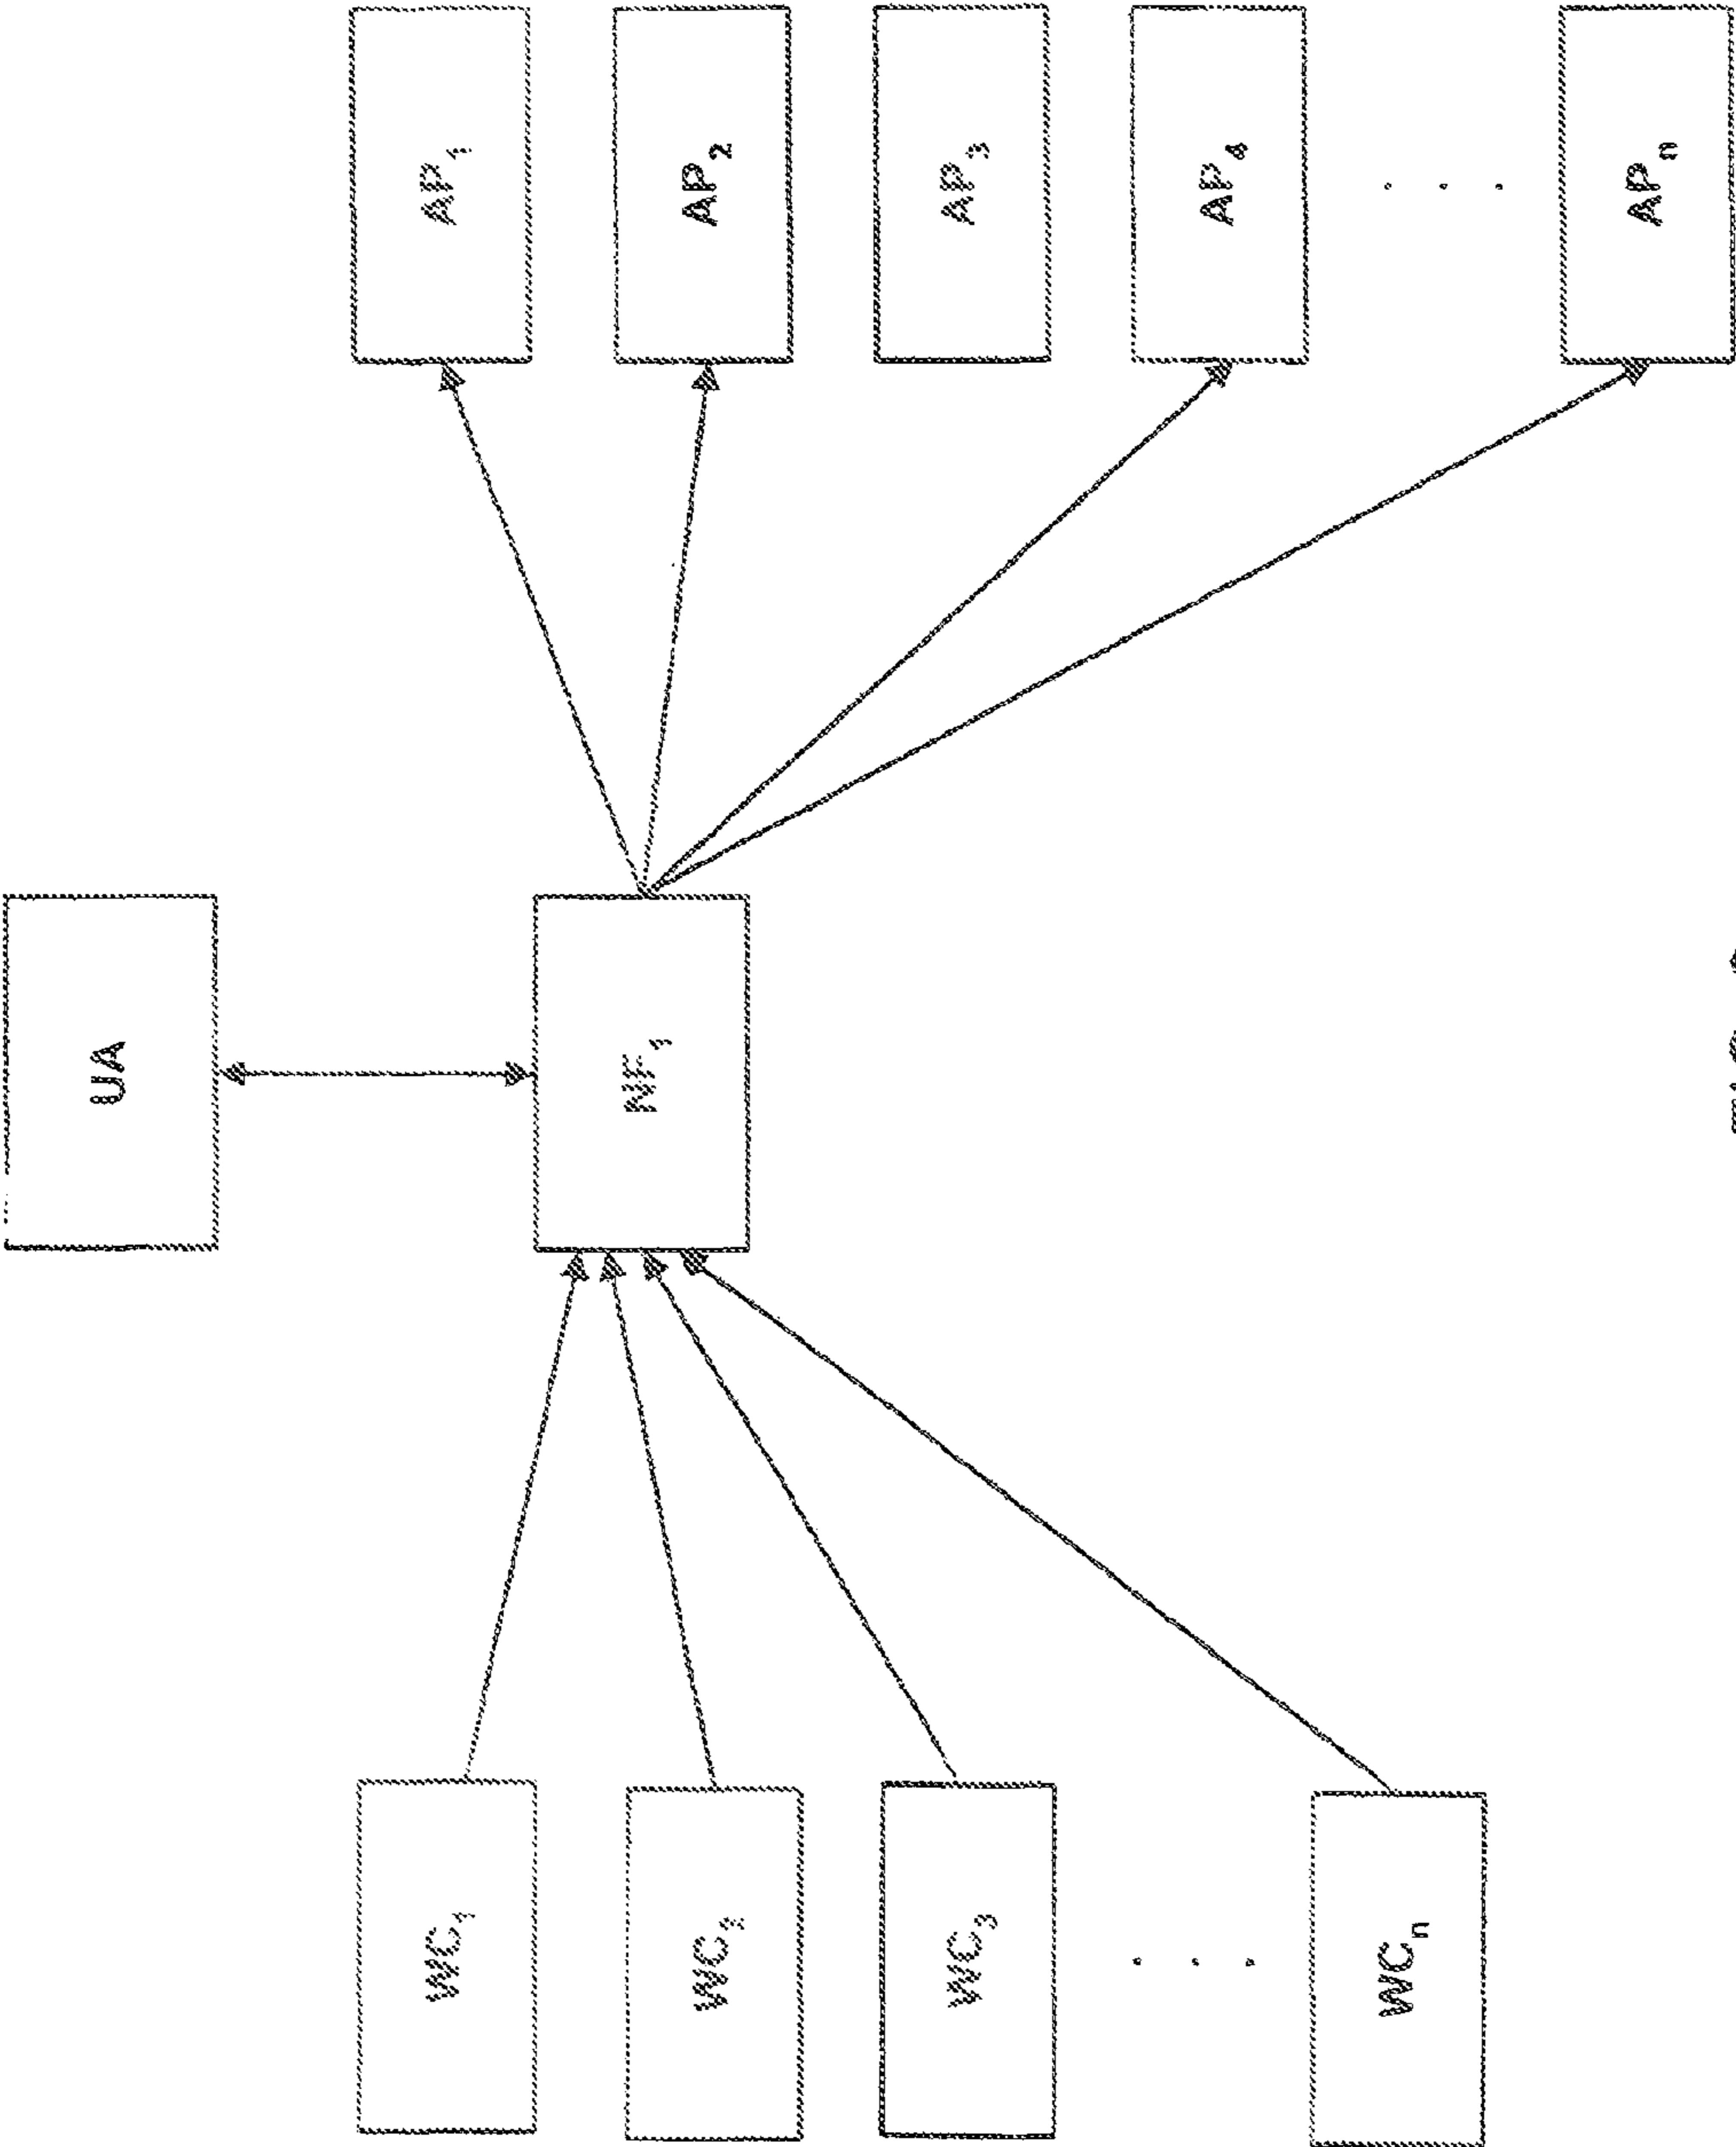 UA
WC₁
WC₂
WC₃
. . .
WCₙ
NF₁
AP₁
AP₂
AP₃
AP₄
. . .
APₙ